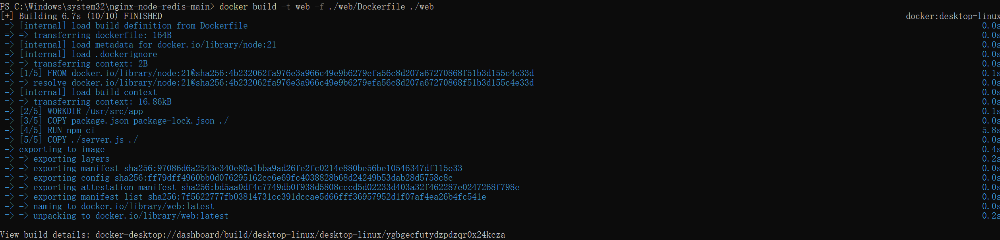 PS C:\Windows\system32\nginx-node-redis-main> docker build -t web -f ./web/Dockerfile ./web
[+] Building 6.7s (10/10) FINISHED docker:desktop-linux
=> [internal] load build definition from Dockerfile 0.0s
=> => transferring dockerfile: 164B 0.0s
=> [internal] load metadata for docker.io/library/node:21 0.0s
=> [internal] load .dockerignore 0.0s
=> => transferring context: 2B 0.0s
=> [1/5] FROM docker.io/library/node:21@sha256:4b232062fa976e3a966c49e9b6279efa56c8d207a67270868f51b3d155c4e33d 0.1s
=> => resolve docker.io/library/node:21@sha256:4b232062fa976e3a966c49e9b6279efa56c8d207a67270868f51b3d155c4e33d 0.0s
=> [internal] load build context 0.0s
=> => transferring context: 16.86kB 0.0s
=> [2/5] WORKDIR /usr/src/app 0.1s
=> [3/5] COPY package.json package-lock.json ./ 0.0s
=> [4/5] RUN npm ci 5.8s
=> [5/5] COPY ./server.js ./ 0.0s
=> exporting to image 0.4s
=> => exporting layers 0.2s
=> => exporting manifest sha256:97086d6a2543e340e80a1bba9ad26fe2fc0214e880be56be10546347df115e33 0.0s
=> => exporting config sha256:ff79dff4960bb0d076295162cc6e69fc4038828b68d24249b53dab28d5758c8c 0.0s
=> => exporting attestation manifest sha256:bd5aa0df4c7749db0f938d5808cccd5d02233d403a32f462287e0247268f798e 0.0s
=> => exporting manifest list sha256:7f5622777fb03814731cc391dccae5d66fff36957952d1f07af4ea26b4fc541e 0.0s
=> => naming to docker.io/library/web:latest 0.0s
=> => unpacking to docker.io/library/web:latest 0.2s
View build details: docker-desktop://dashboard/build/desktop-linux/desktop-linux/ygbgecfutydzpdzqr0x24kcza